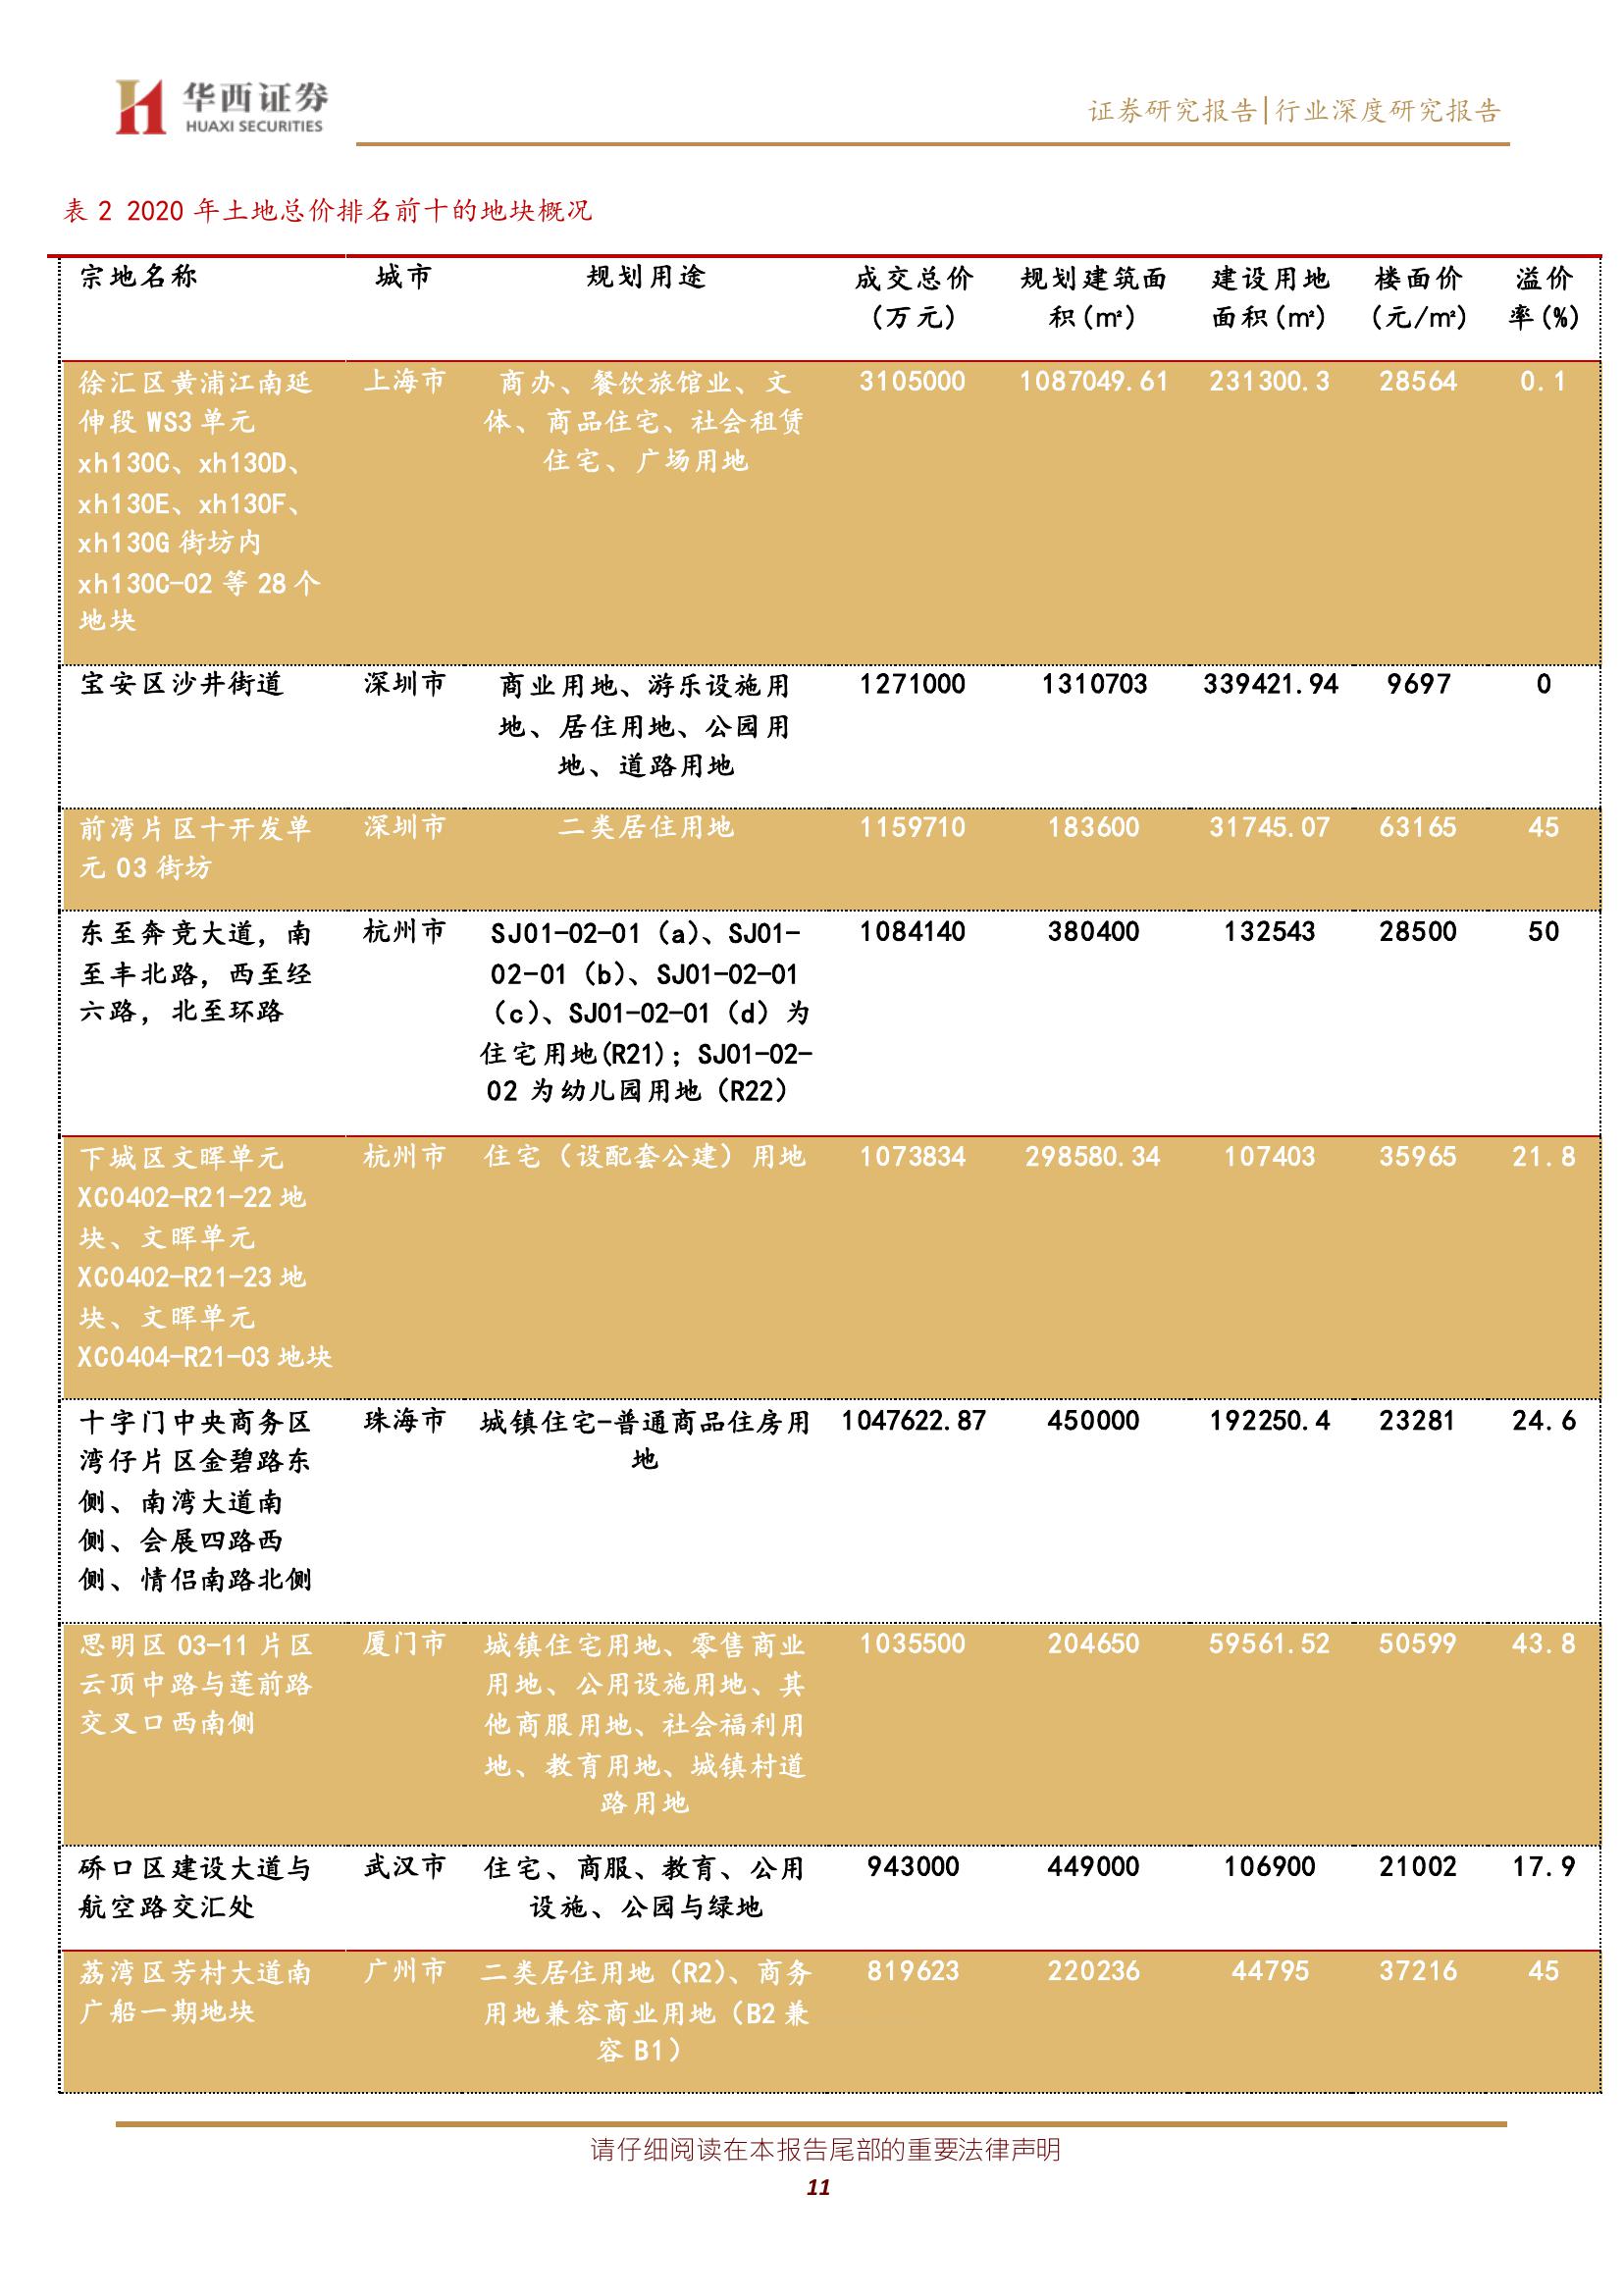 华西证券
HUAXI SECURITIES
证券研究报告|行业深度研究报告
表 2 2020 年土地总价排名前十的地块概况
宗地名称 城市 规划用途 成交总价 规划建筑面 建设用地 楼面价 溢价
(万元) 积(㎡) 面积(㎡) (元/㎡) 率(%)
徐汇区黄浦江南延 上海市 商办、餐饮旅馆业、文 3105000 1087049.61 231300.3 28564 0.1
伸段 WS3 单元 体、商品住宅、社会租赁
xh130C、xh130D、 住宅、广场用地
xh130E、xh130F、
xh130G 街坊内
xh130C-02 等 28 个
地块
宝安区沙井街道 深圳市 商业用地、游乐设施用 1271000 1310703 339421.94 9697 0
地、居住用地、公园用
地、道路用地
前湾片区十开发单 深圳市 二类居住用地 1159710 183600 31745.07 63165 45
元 03 街坊
东至奔竞大道，南 杭州市 SJ01-02-01（a）、SJ01- 1084140 380400 132543 28500 50
至丰北路，西至经 02-01（b）、SJ01-02-01
六路，北至环路 （c）、SJ01-02-01（d）为
住宅用地(R21)；SJ01-02-
02 为幼儿园用地（R22）
下城区文晖单元 杭州市 住宅（设配套公建）用地 1073834 298580.34 107403 35965 21.8
XC0402-R21-22 地
块、文晖单元
XC0402-R21-23 地
块、文晖单元
XC0404-R21-03 地块
十字门中央商务区 珠海市 城镇住宅-普通商品住房用 1047622.87 450000 192250.4 23281 24.6
湾仔片区金碧路东 地
侧、南湾大道南
侧、会展四路西
侧、情侣南路北侧
思明区 03-11 片区 厦门市 城镇住宅用地、零售商业 1035500 204650 59561.52 50599 43.8
云顶中路与莲前路 用地、公用设施用地、其
交叉口西南侧 他商服用地、社会福利用
地、教育用地、城镇村道
路用地
硚口区建设大道与 武汉市 住宅、商服、教育、公用 943000 449000 106900 21002 17.9
航空路交汇处 设施、公园与绿地
荔湾区芳村大道南 广州市 二类居住用地（R2）、商务 819623 220236 44795 37216 45
广船一期地块 用地兼容商业用地（B2 兼
容 B1）
请仔细阅读在本报告尾部的重要法律声明
11